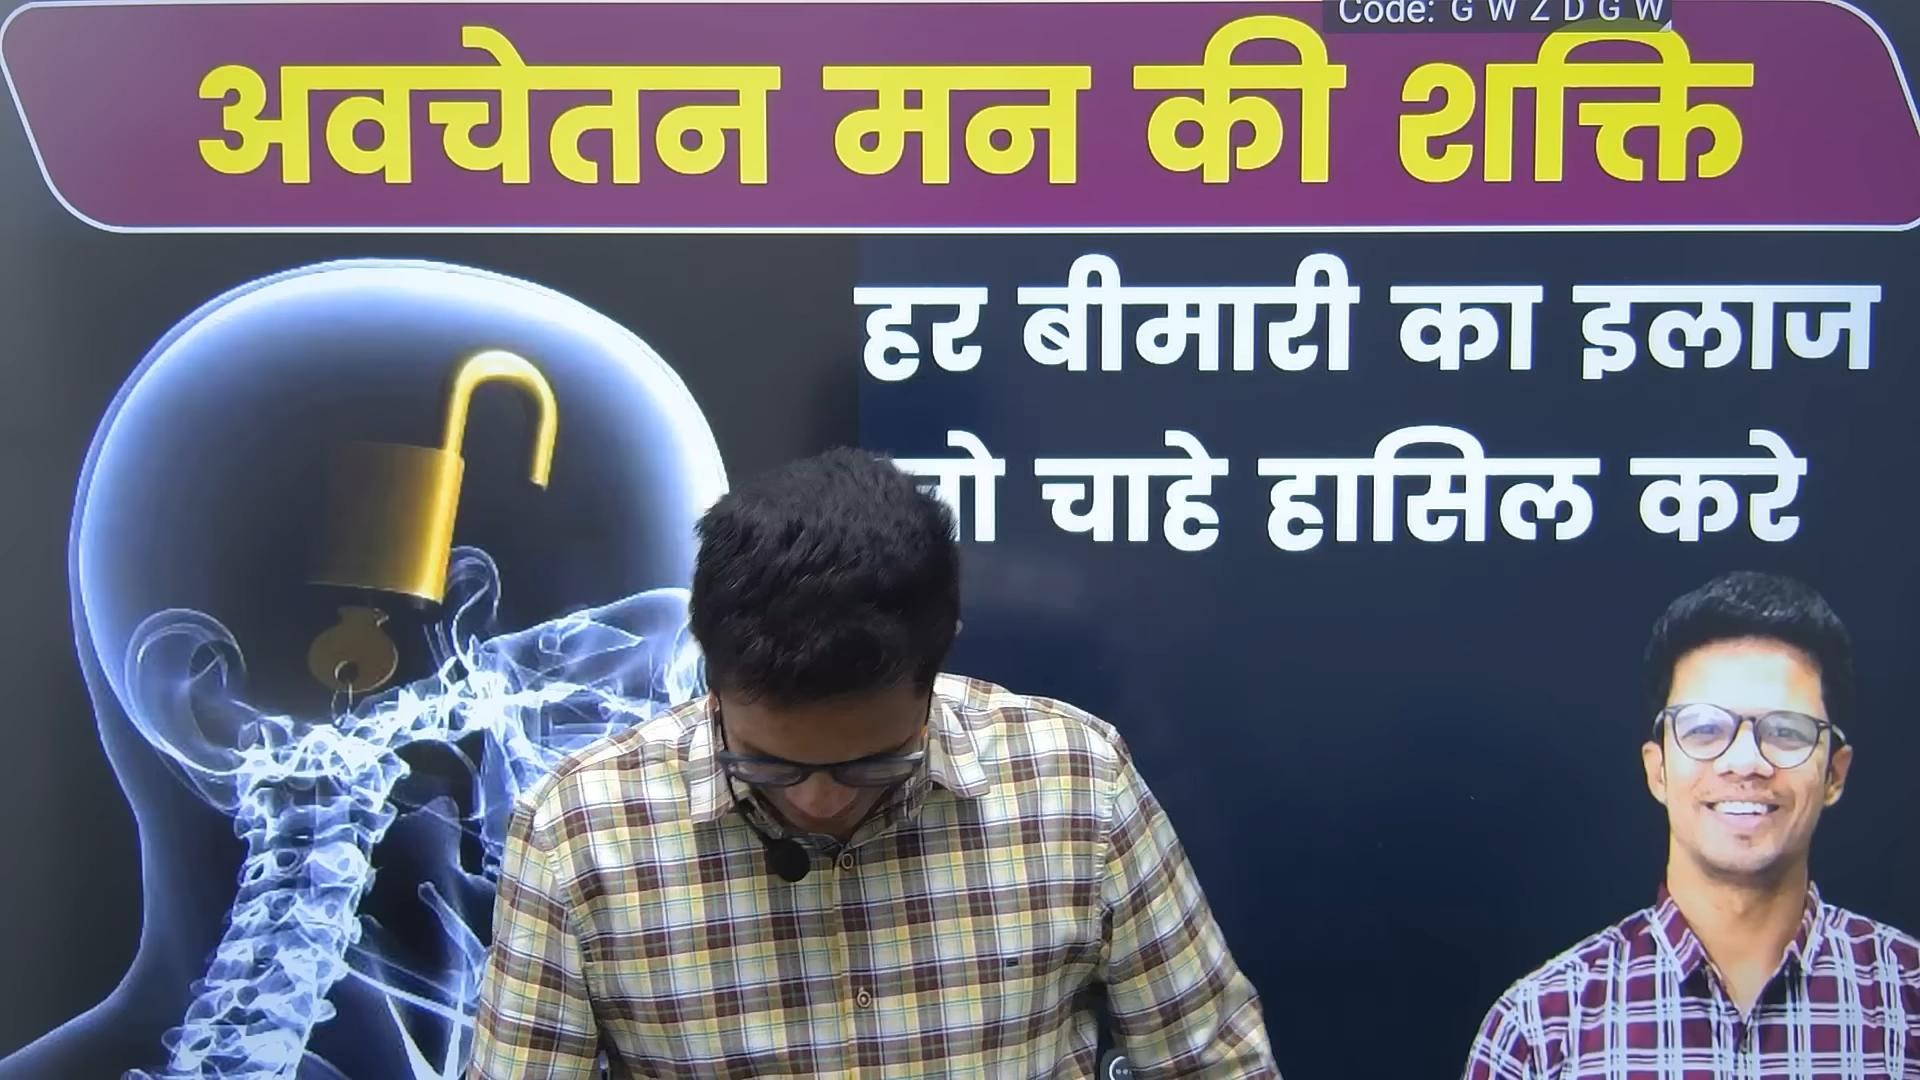 Code: G W Z D G W
अवचेतन मन की शक्ति
हर बीमारी का इलाज
चाहे हासिल करे